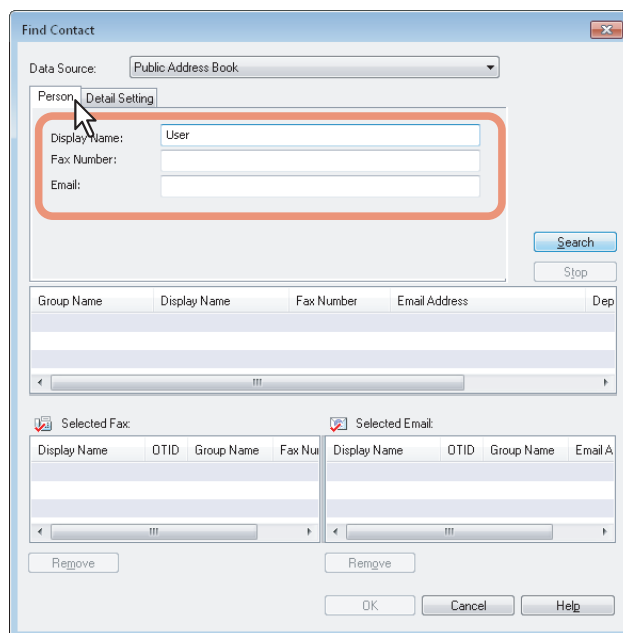 Find Contact
Data Source: Public Address Book
Person Detail Setting
Display Name: User
Fax Number:
Email:
Search
Stop
Group Name Display Name Fax Number Email Address Dep
Selected Fax: Selected Email:
Display Name OTID Group Name Fax Nu Display Name OTID Group Name Email A
Remove Remove
OK Cancel Help